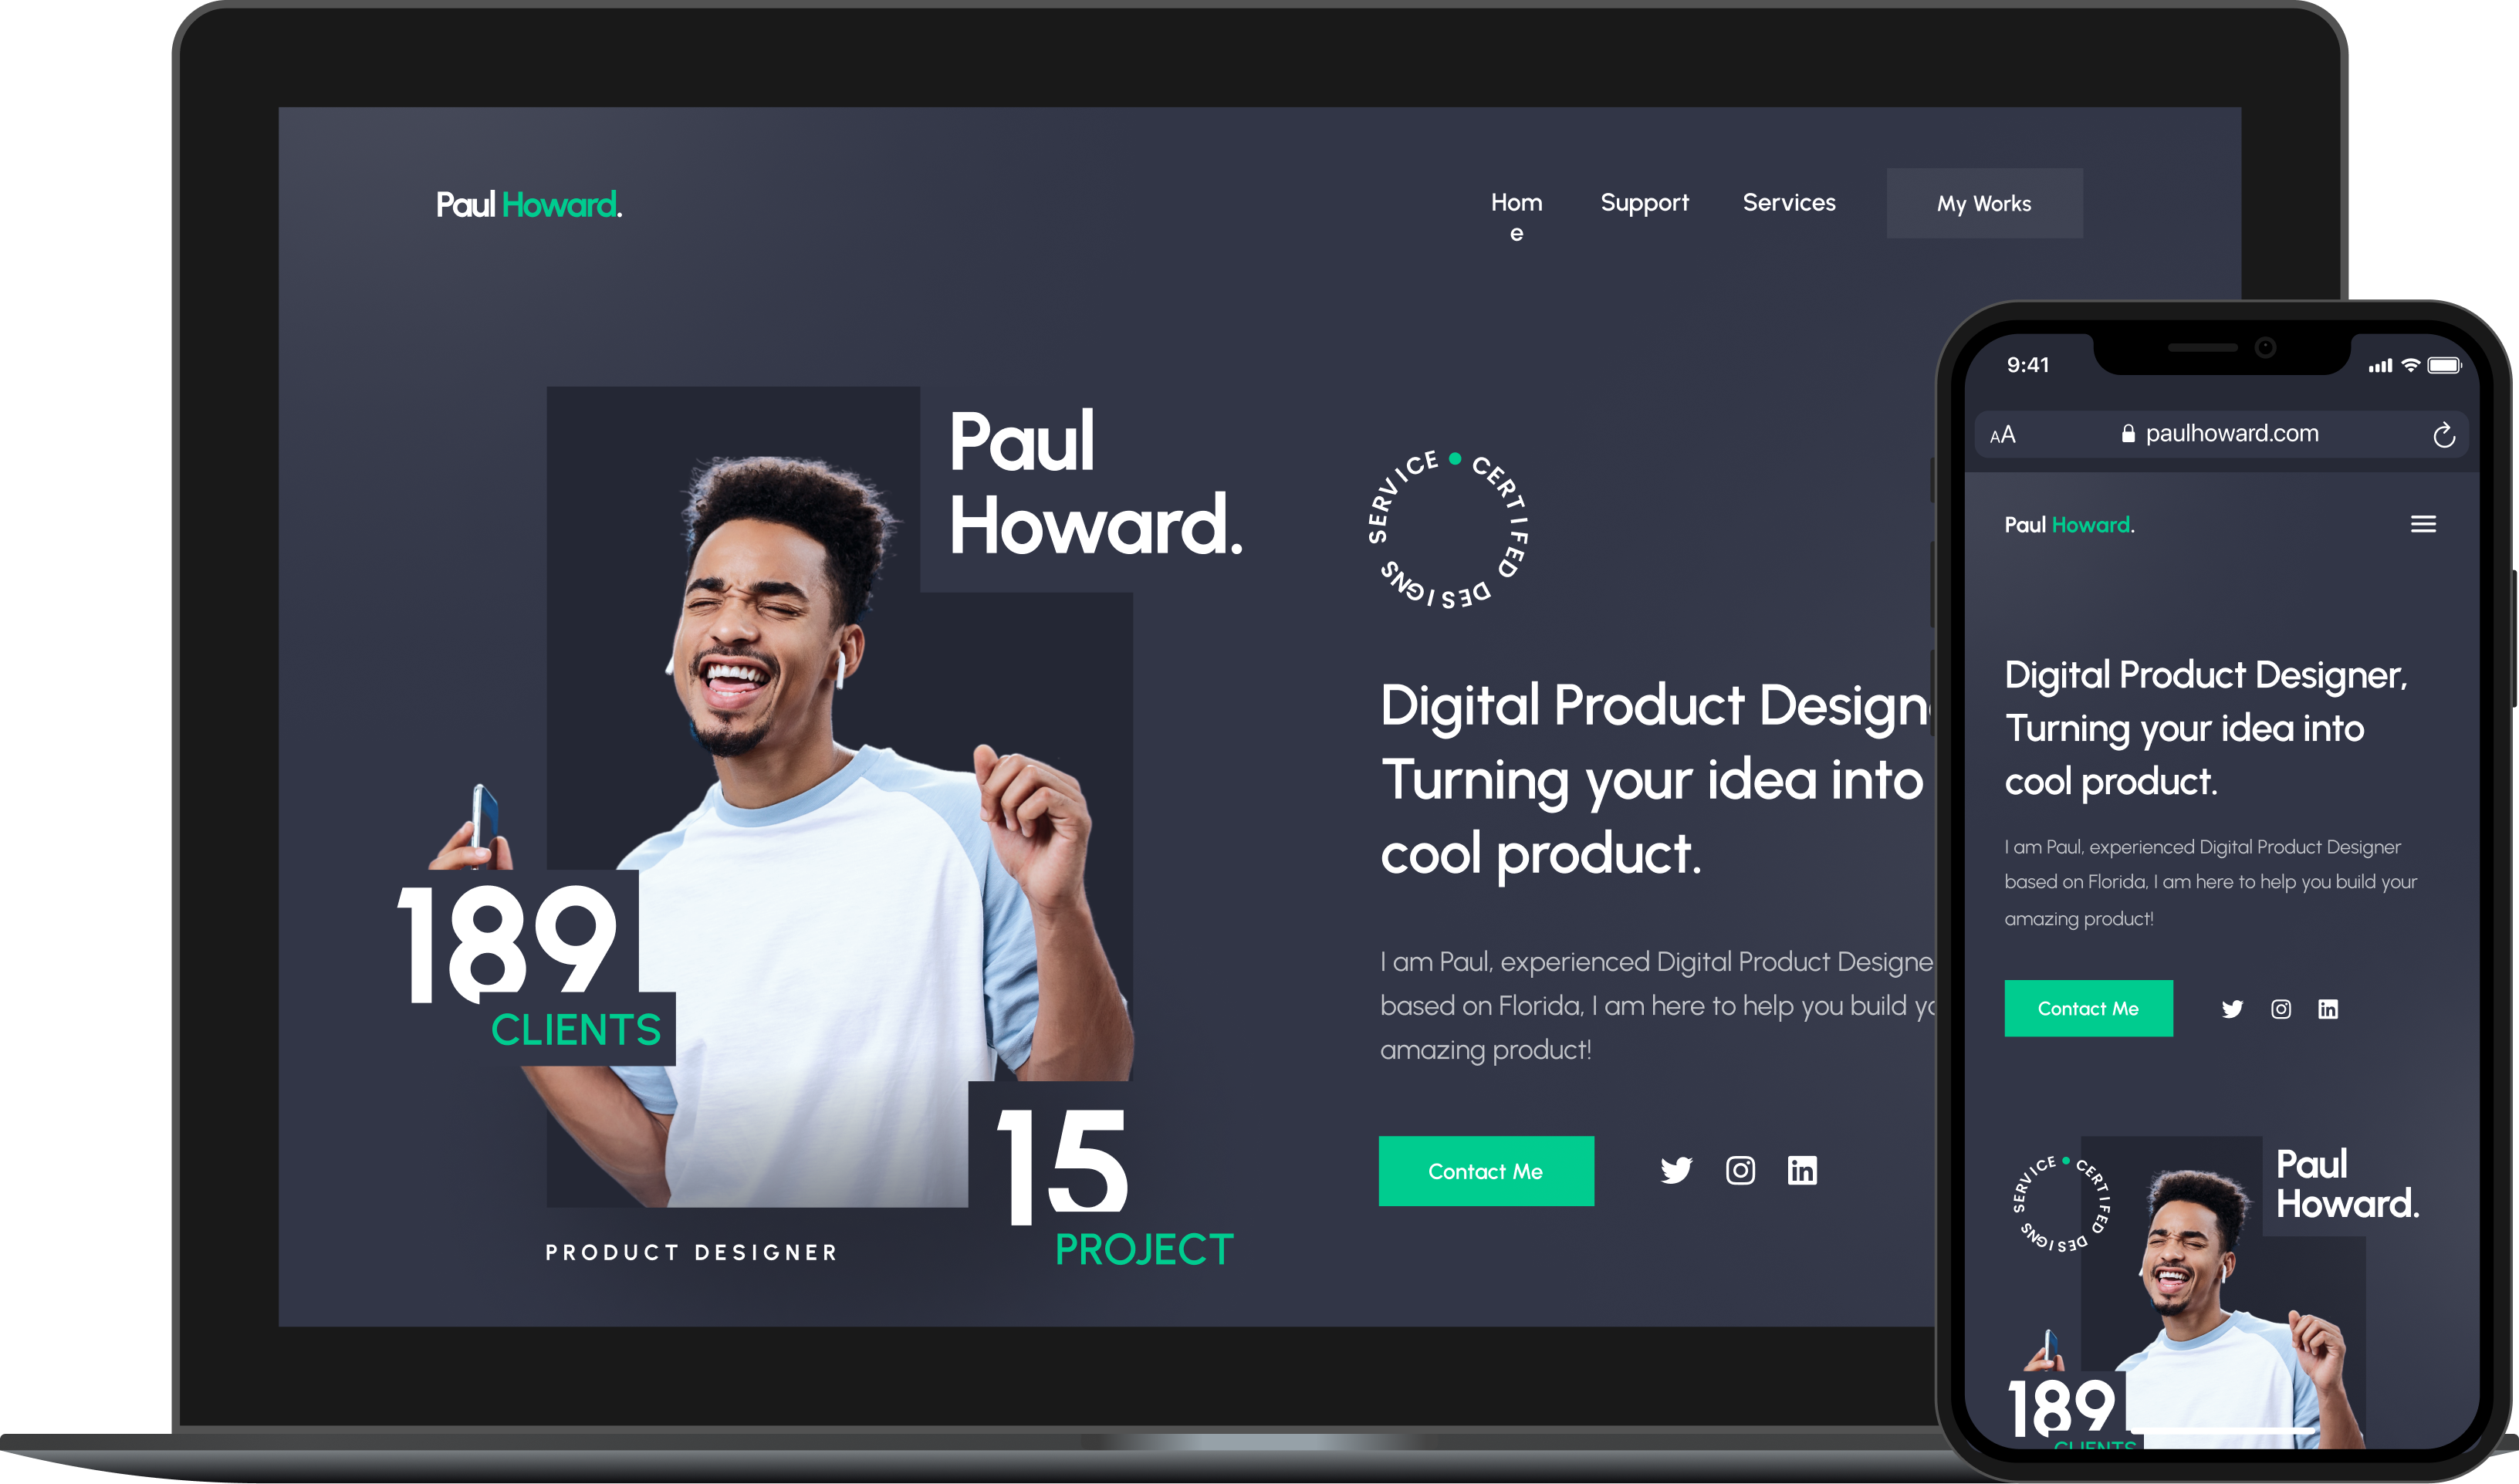 Paul Howard.
Hom
e
Support
Services
My Works
Paul
Howard.
SERVICE • CERTIFED DESIGNS
189
CLIENTS
15
PROJECT
PRODUCT DESIGNER
Digital Product Design
Turning your idea into
cool product.
I am Paul, experienced Digital Product Designe
based on Florida, I am here to help you build yo
amazing product!
Contact Me
9:41
AA
paulhoward.com
Paul Howard.
Digital Product Designer,
Turning your idea into
cool product.
I am Paul, experienced Digital Product Designer
based on Florida, I am here to help you build your
amazing product!
Contact Me
SERVICE • CERTIFED DESIGNS
Paul
Howard.
189
CLIENTS